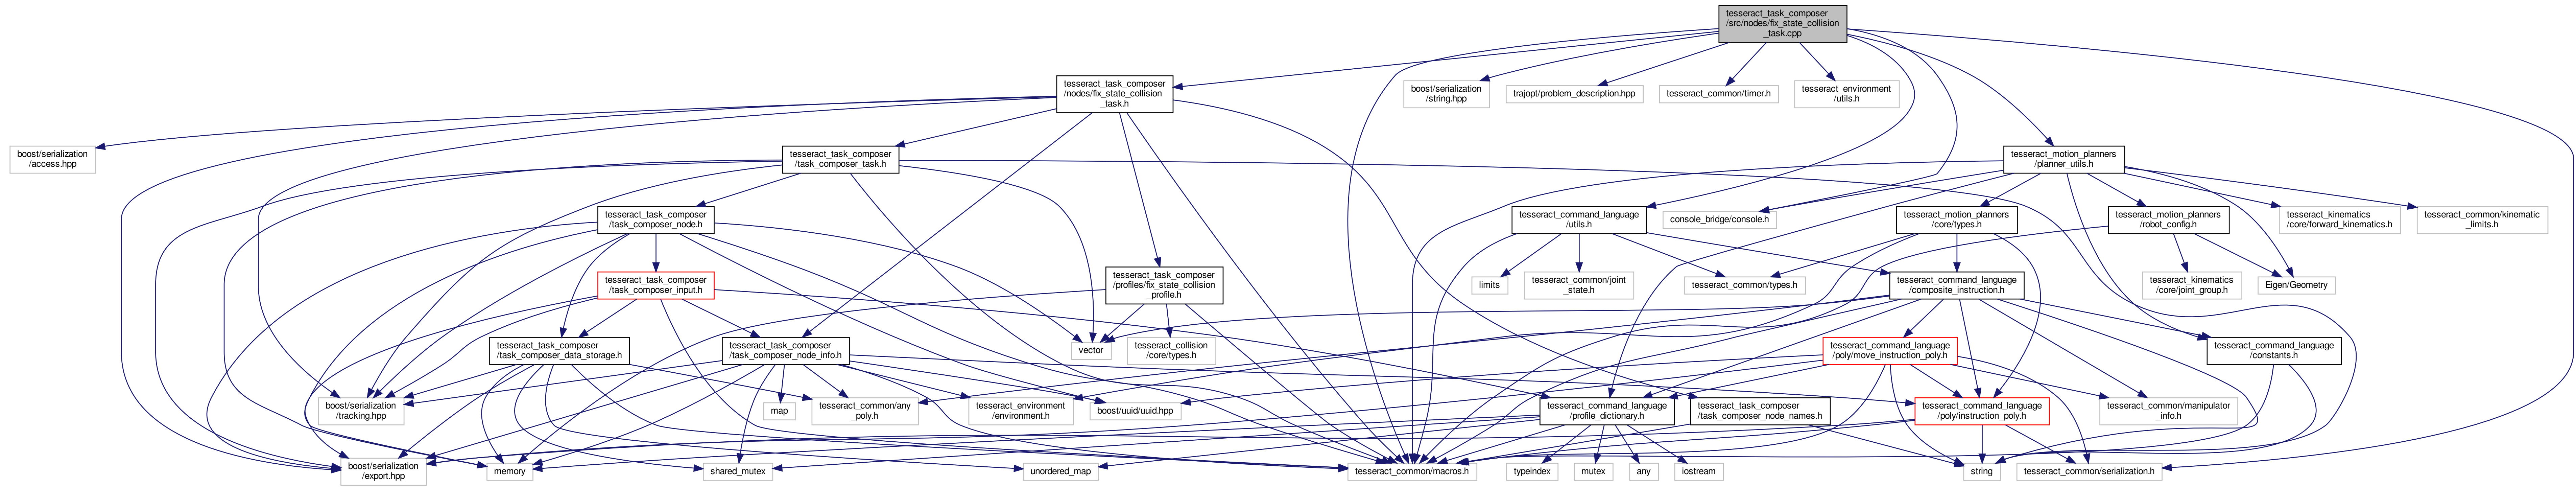 tesseract_task_composer
/src/nodes/fix_state_collision
_task.cpp
tesseract_task_composer
/nodes/fix_state_collision
_task.h
boost/serialization
/string.hpp
trajopt/problem_description.hpp
tesseract_common/timer.h
tesseract_environment
/utils.h
boost/serialization
/access.hpp
tesseract_task_composer
/task_composer_task.h
tesseract_motion_planners
/planner_utils.h
tesseract_task_composer
/task_composer_node.h
tesseract_command_language
/utils.h
console_bridge/console.h
tesseract_motion_planners
/core/types.h
tesseract_motion_planners
/robot_config.h
tesseract_kinematics
/core/forward_kinematics.h
tesseract_common/kinematic
_limits.h
tesseract_task_composer
/task_composer_input.h
tesseract_task_composer
/profiles/fix_state_collision
_profile.h
limits
tesseract_common/joint
_state.h
tesseract_common/types.h
tesseract_command_language
/composite_instruction.h
tesseract_kinematics
/core/joint_group.h
Eigen/Geometry
tesseract_task_composer
/task_composer_data_storage.h
tesseract_task_composer
/task_composer_node_info.h
vector
tesseract_collision
/core/types.h
tesseract_command_language
/poly/move_instruction_poly.h
tesseract_command_language
/constants.h
boost/serialization
/tracking.hpp
map
tesseract_common/any
_poly.h
tesseract_environment
/environment.h
boost/uuid/uuid.hpp
tesseract_command_language
/profile_dictionary.h
tesseract_task_composer
/task_composer_node_names.h
tesseract_command_language
/poly/instruction_poly.h
tesseract_common/manipulator
_info.h
boost/serialization
/export.hpp
memory
shared_mutex
unordered_map
tesseract_common/macros.h
typeindex
mutex
any
iostream
string
tesseract_common/serialization.h